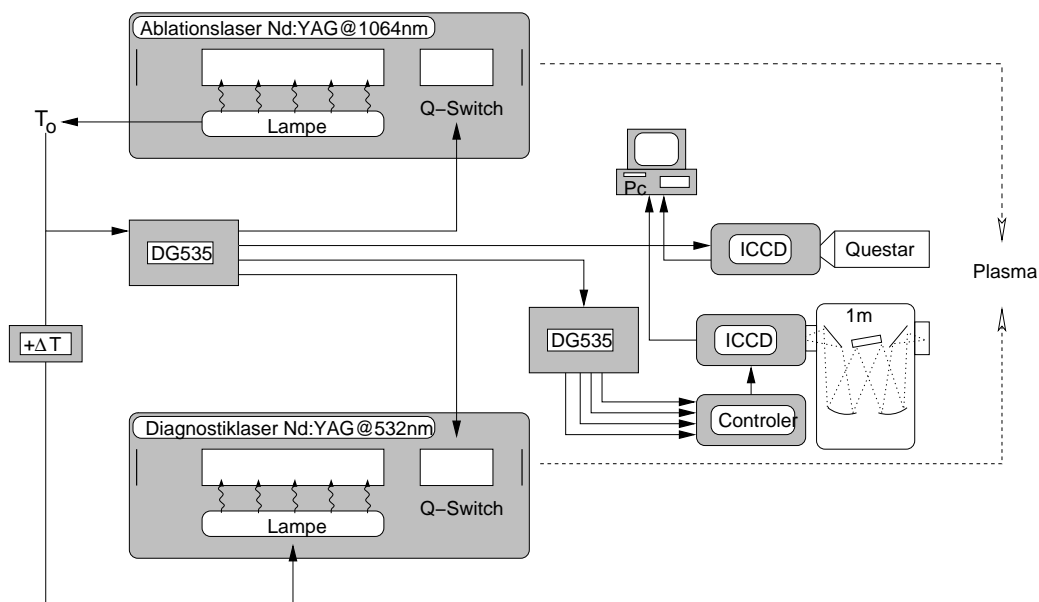 Ablationslaser Nd:YAG@1064nm
Q−Switch
Lampe
To
Pc
DG535
ICCD
Questar
Plasma
1m
+ΔT
DG535
ICCD
Controler
Diagnostiklaser Nd:YAG@532nm
Q−Switch
Lampe